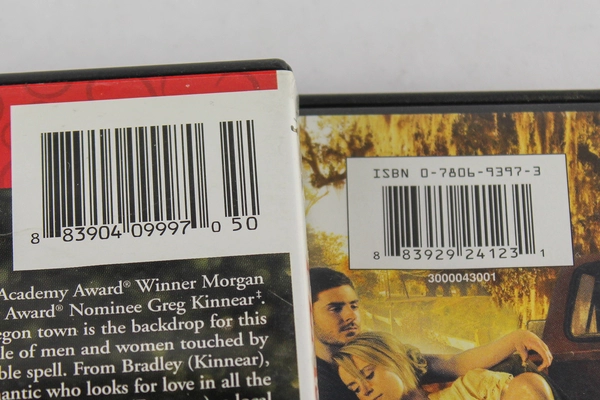 8 83904 09997 0 50
Academy Award® Winner Morgan
Award® Nominee Greg Kinnear‡.
egon town is the backdrop for this
le of men and women touched by
ble spell. From Bradley (Kinnear),
mantic who looks for love in all the
local
ISBN 0-7806-9397-3
8 83929 24123 1
3000043001